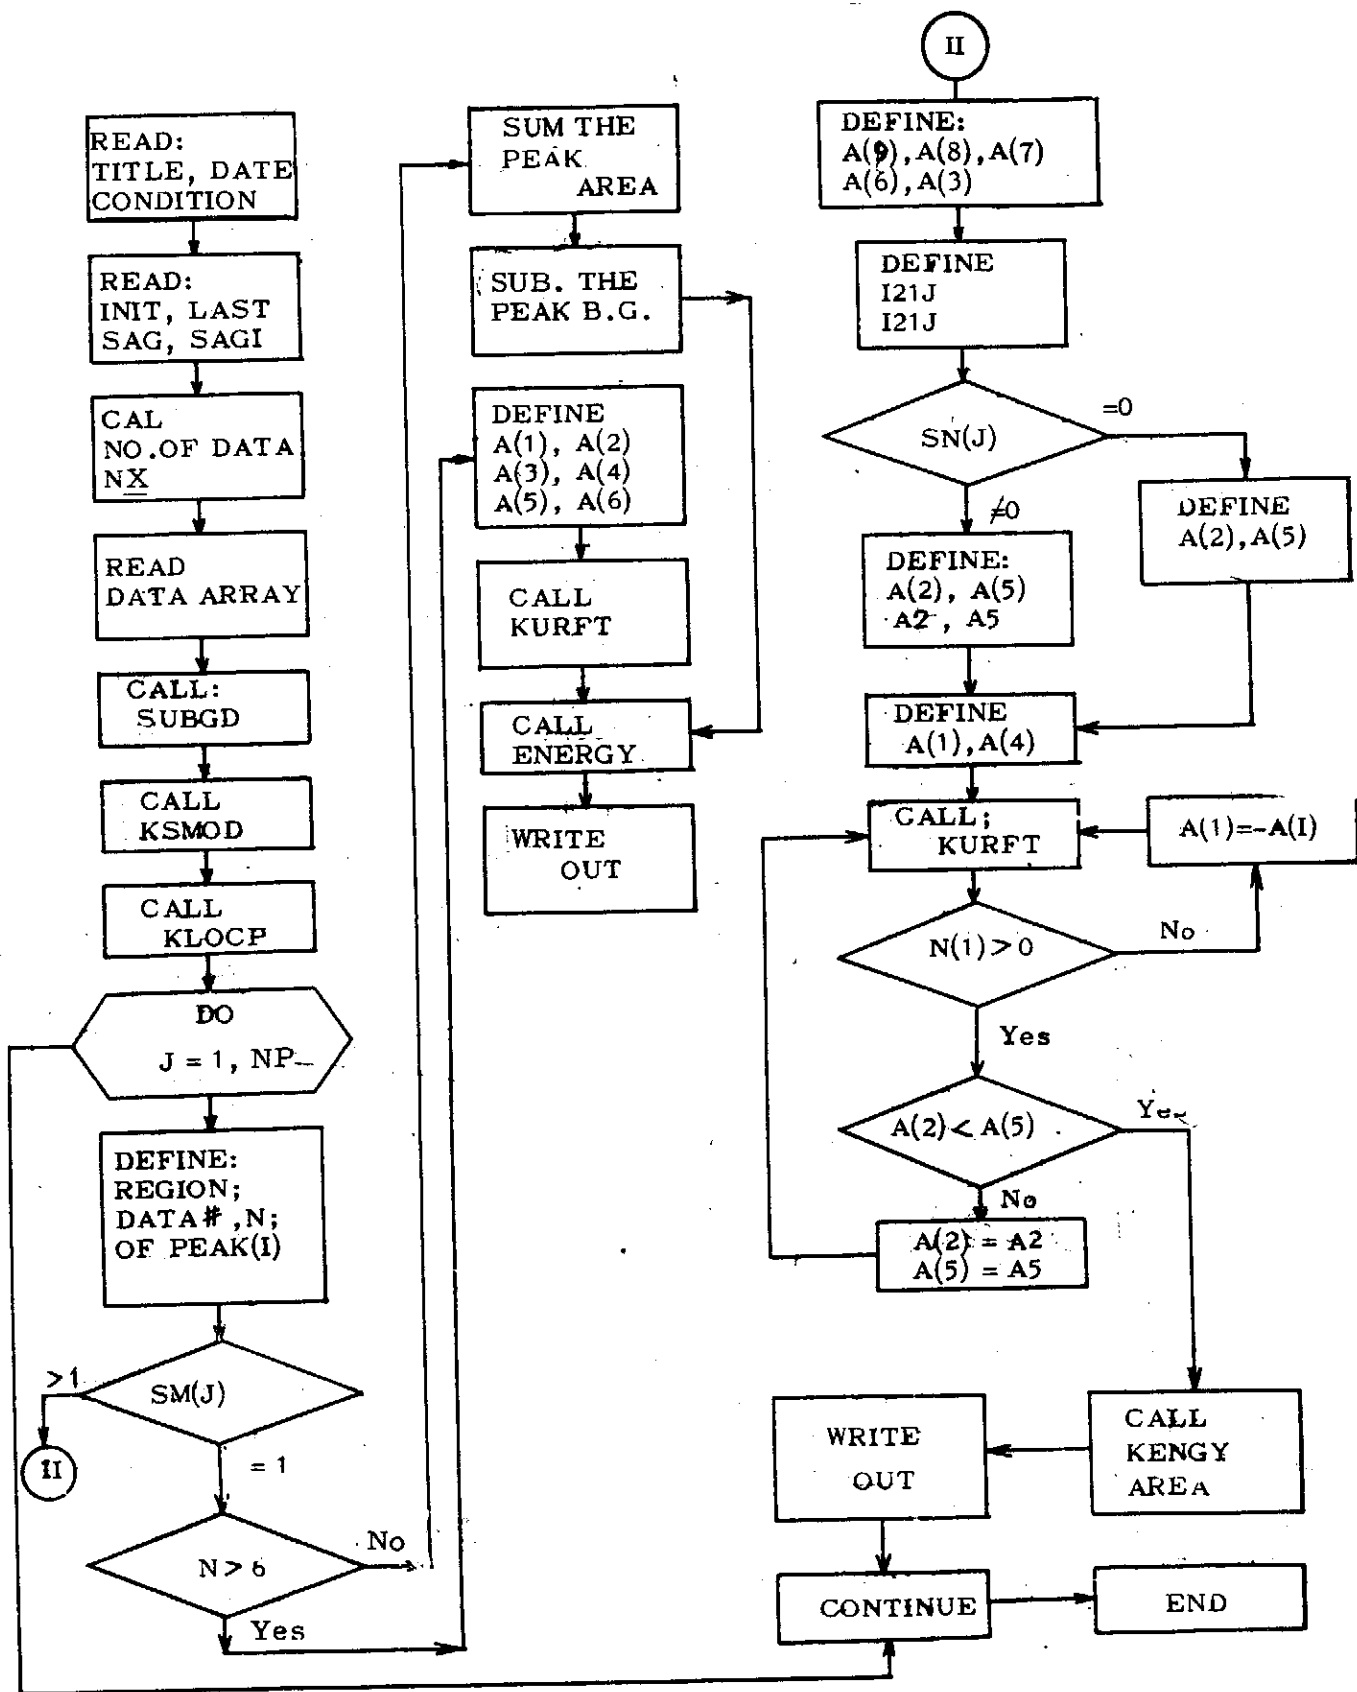 READ:
TITLE, DATE
CONDITION
READ:
INIT, LAST
SAG, SAGI
CAL
NO.OF DATA
NX
READ
DATA ARRAY
CALL:
SUBGD
CALL
KSMOD
CALL
KLOCP
DO
J = 1, NP
DEFINE:
REGION;
DATA#,N;
OF PEAK(I)
>1
SM(J)
II
= 1
N > 6
No
Yes
SUM THE
PEAK
AREA
SUB. THE
PEAK B.G.
DEFINE
A(1), A(2)
A(3), A(4)
A(5), A(6)
CALL
KURFT
CALL
ENERGY
WRITE
OUT
II
DEFINE:
A(9),A(8),A(7)
A(6),A(3)
DEFINE
I21J
I21J
SN(J)
=0
≠0
DEFINE
A(2),A(5)
DEFINE:
A(2), A(5)
A2 , A5
DEFINE
A(1),A(4)
CALL;
KURFT
A(1)=-A(I)
N(1) > 0
No
Yes
A(2) < A(5)
Yes
No
A(2) = A2
A(5) = A5
CALL
KENGY
AREA
WRITE
OUT
CONTINUE
END